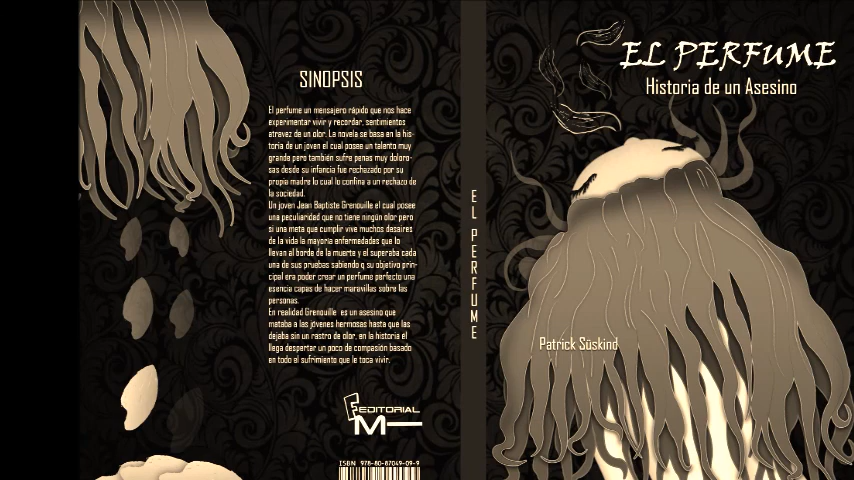 SINOPSIS
El perfume un mensajero rápido que nos hace
experimentar vivir y recordar, sentimientos
atravez de un olor. La novela se basa en la his-
toria de un joven el cual posee un talento muy
grande pero también sufre penas muy doloro-
sas desde su infancia fue rechazado por su
propia madre lo cual lo confina a un rechazo de
la sociedad.
Un joven Jean Baptiste Grenouille el cual posee
una peculiaridad que no tiene ningún olor pero
si una meta que cumplir vive muchos desaires
de la vida la mayoria enfermedades que lo
llevan al borde de la muerte y el superaba cada
una de sus pruebas sabiendo q su objetivo prin-
cipal era poder crear un perfume perfecto una
esencia capas de hacer maravillas sobre las
personas.
En realidad Grenouille es un asesino que
mataba a las jóvenes hermosas hasta que las
dejaba sin un rastro de olor, en la historia el
llega despertar un poco de compasión basado
en todo el sufrimiento que le toca vivir.
EDITORIAL
FM
ISBN 978-80-87049-09-9
EL PERFUME
EL PERFUME
Historia de un Asesino
Patrick Süskind